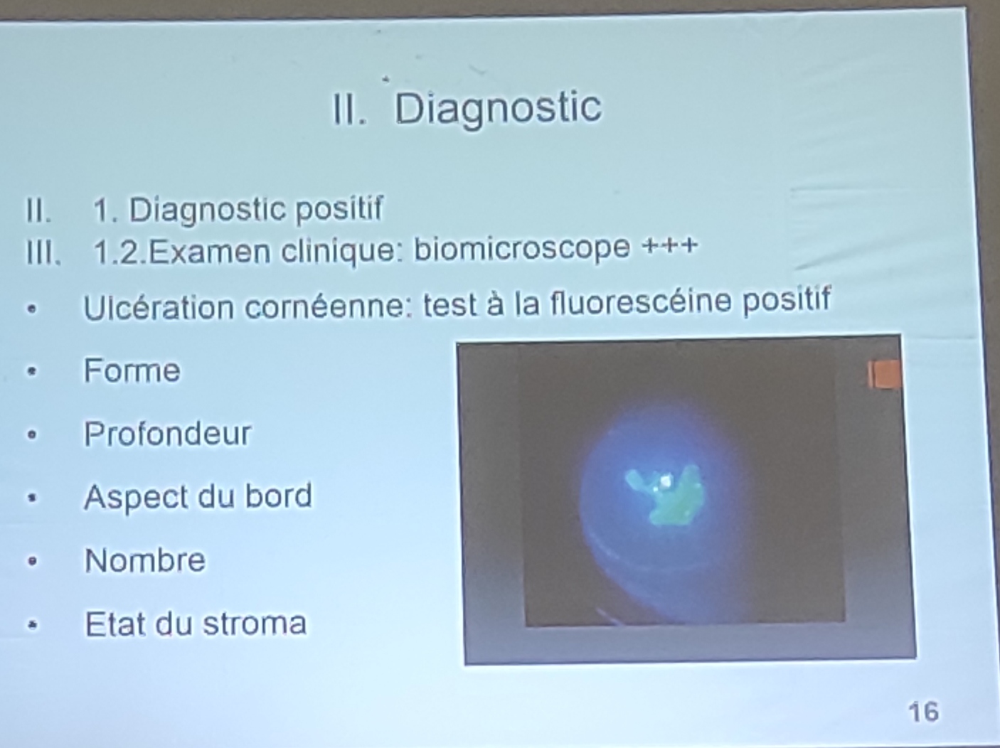 II. Diagnostic
II. 1. Diagnostic positif
III. 1.2.Examen clinique: biomicroscope +++
• Ulcération cornéenne: test à la fluorescéine positif
• Forme
• Profondeur
• Aspect du bord
• Nombre
• Etat du stroma
16